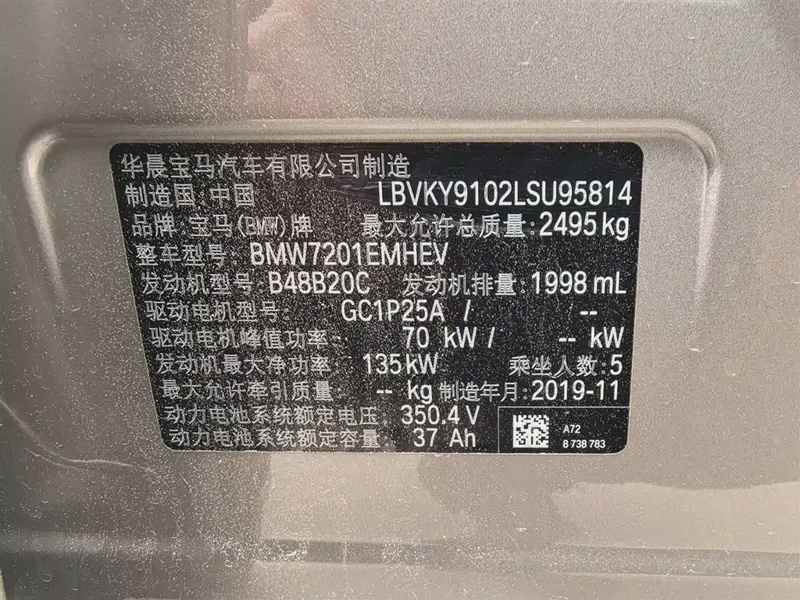 华晨宝马汽车有限公司制造
制造国:中国 LBVKY9102LSU95814
品牌:宝马(BMW)牌 最大允许总质量:2495kg
整车型号: BMW7201EMHEV
发动机型号: B48B20C 发动机排量:1998 mL
驱动电机型号: GC1P25A / --
驱动电机峰值功率: 70 kW / -- kW
发动机最大净功率: 135kW 乘坐人数:5
最大允许牵引质量: -- kg 制造年月:2019-11
动力电池系统额定电压: 350.4 V
动力电池系统额定容量: 37 Ah
A72
8 738 783